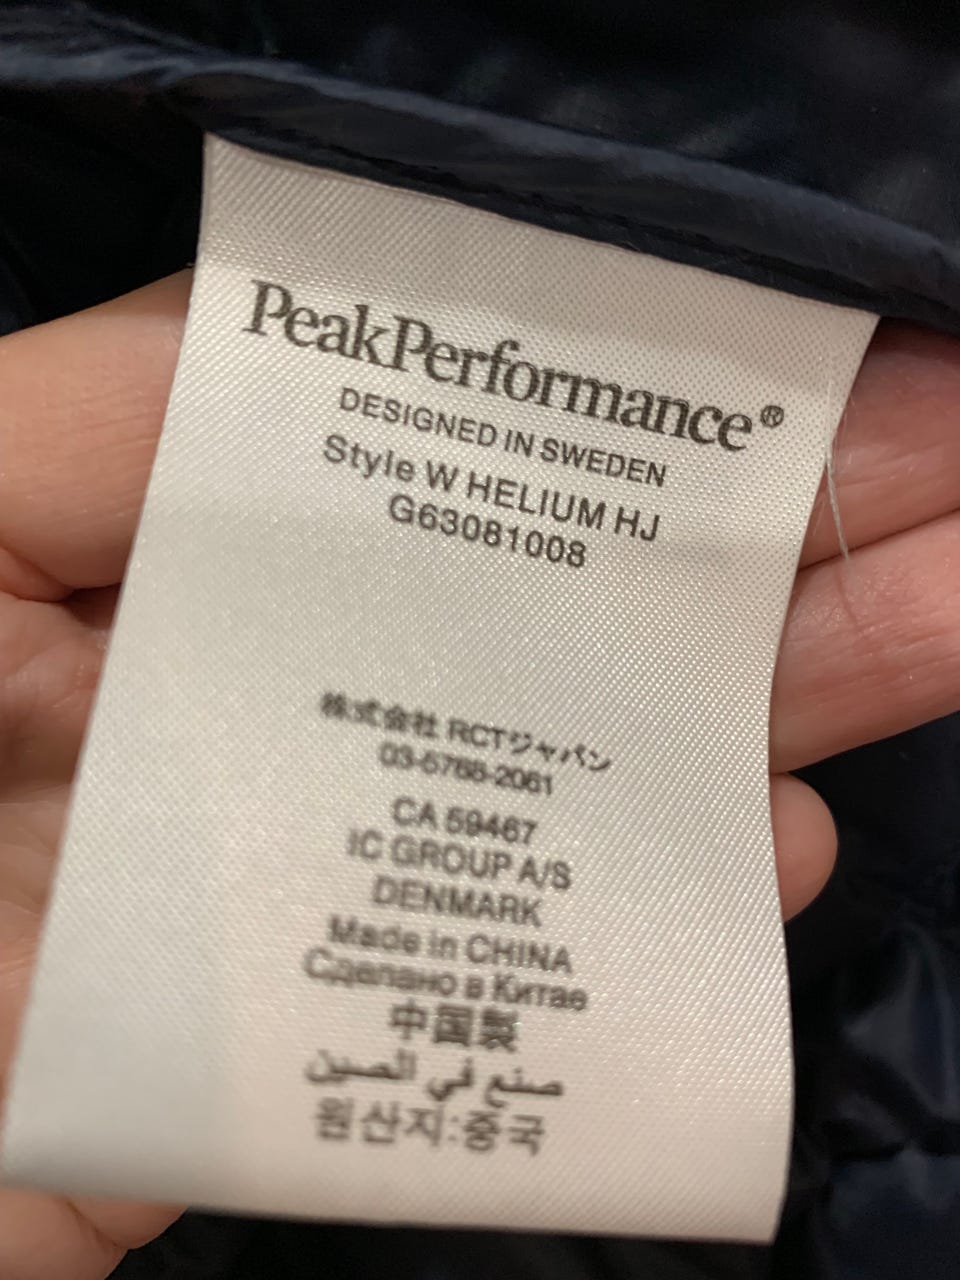 PeakPerformance®
DESIGNED IN SWEDEN
Style W HELIUM HJ
G63081008
株式会社 RCTジャパン
03-5768-2061
CA 59467
IC GROUP A/S
DENMARK
Made in CHINA
Сделано в Китае
中国製
صنع في الصين
원산지:중국